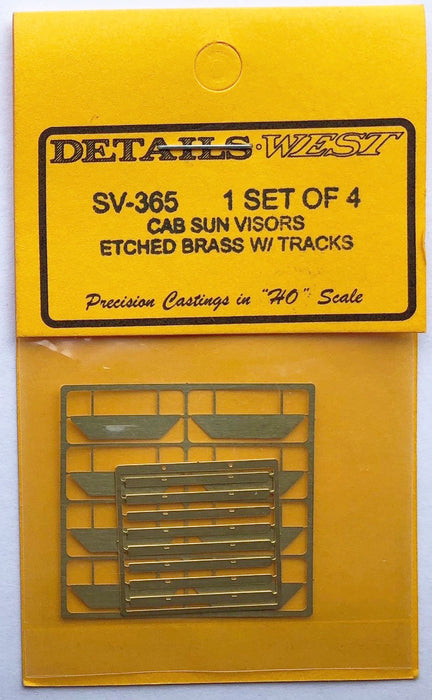 DETAILS·WEST
SV-365 1 SET OF 4
CAB SUN VISORS
ETCHED BRASS W/ TRACKS
Precision Castings in "HO" Scale